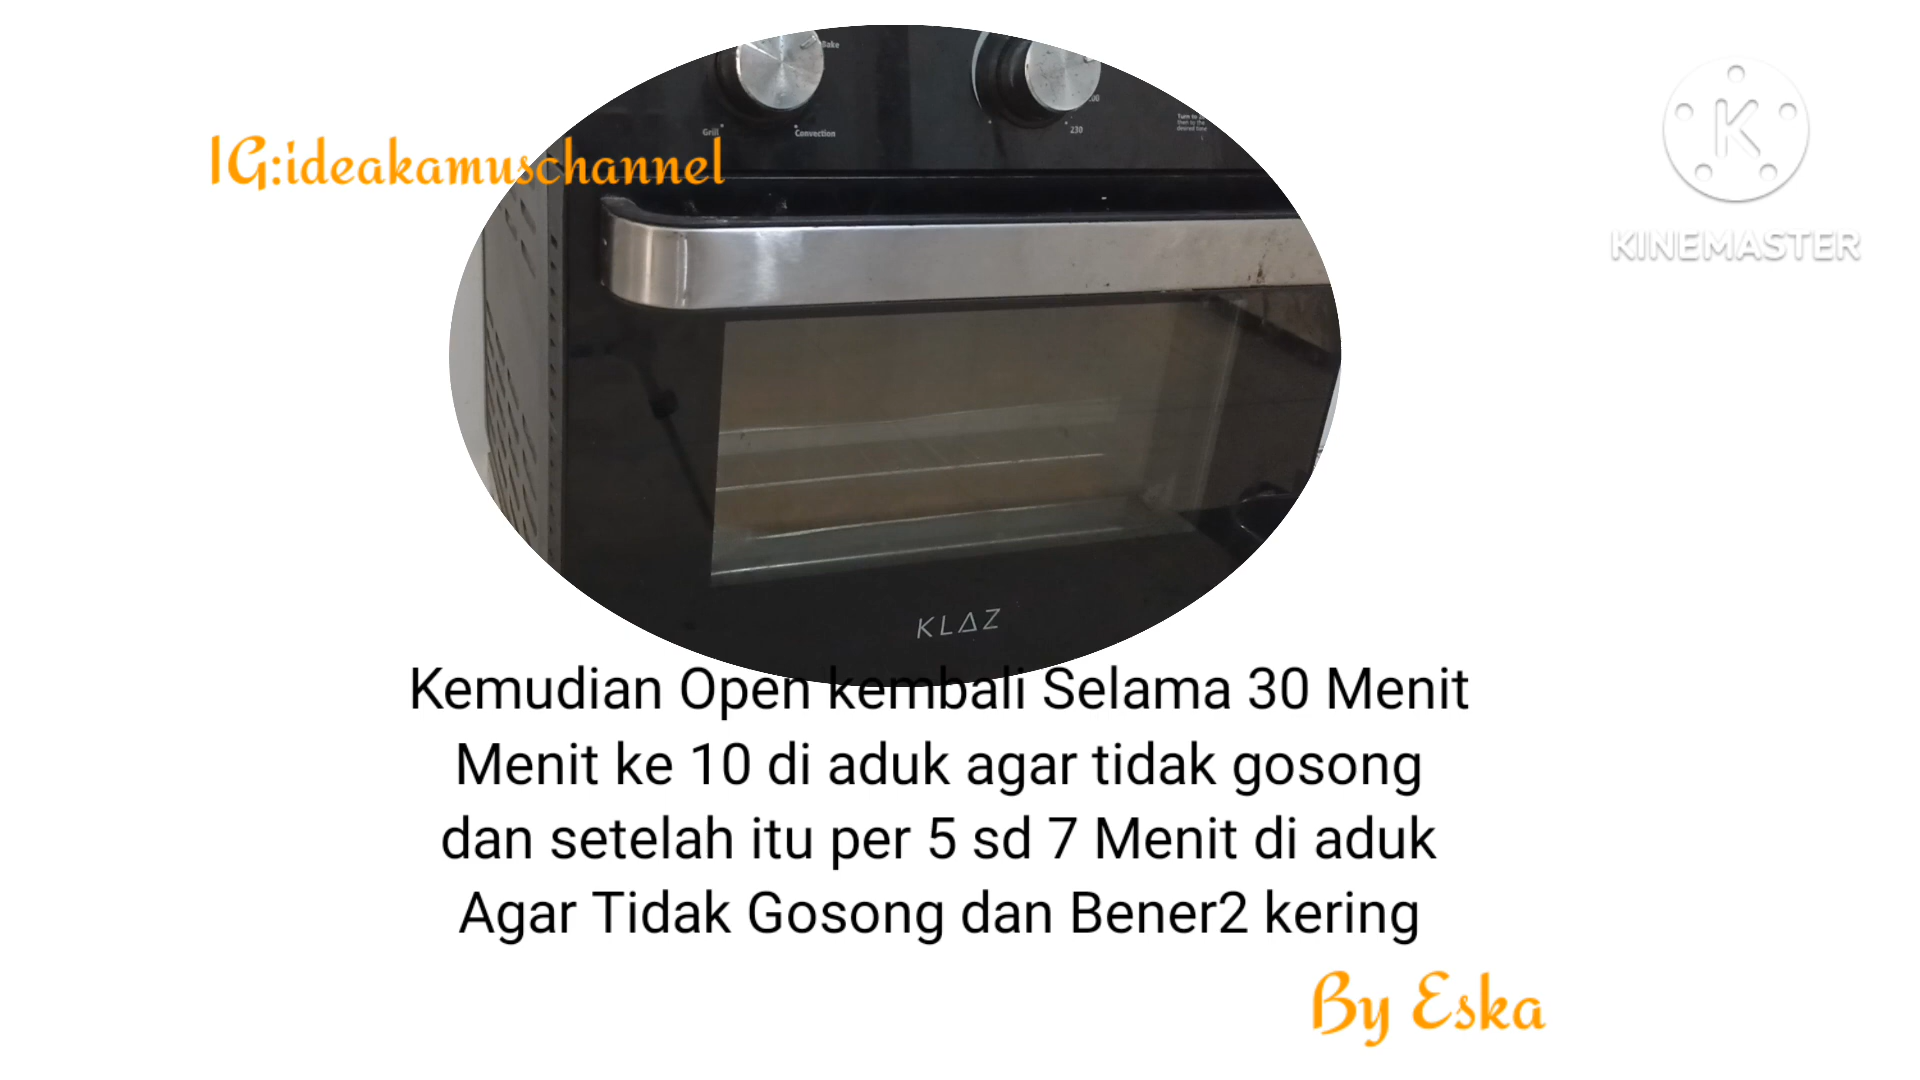 Bake
Grill
Convection
230
IG:ideakamuschannel
KINEMASTER
KLAZ
Kemudian Open kembali Selama 30 Menit
Menit ke 10 di aduk agar tidak gosong
dan setelah itu per 5 sd 7 Menit di aduk
Agar Tidak Gosong dan Bener2 kering
By Eska